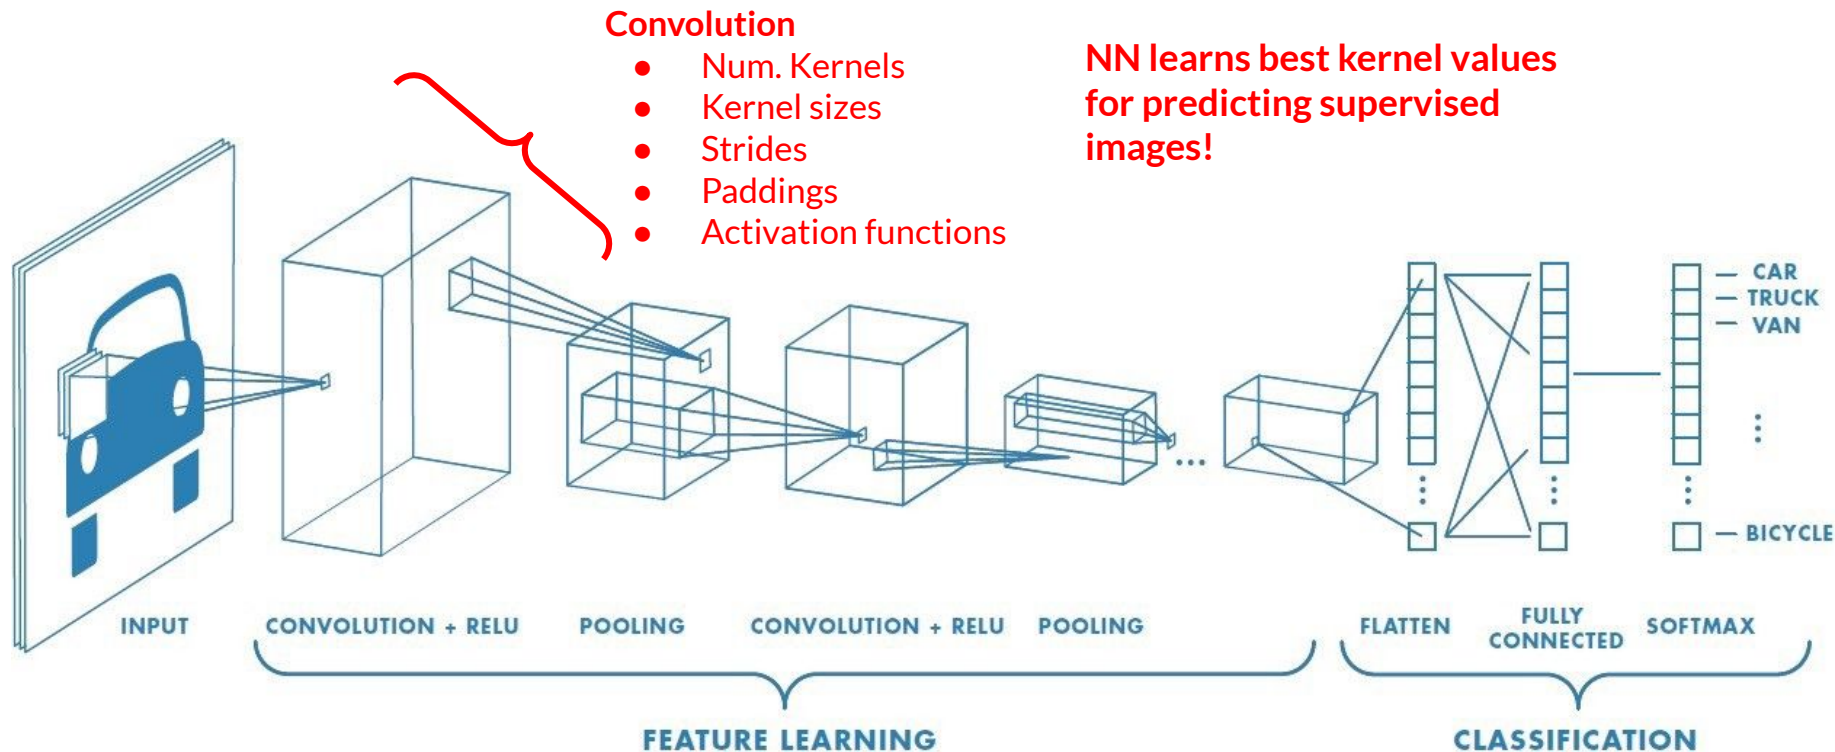 Convolution
● Num. Kernels
● Kernel sizes
● Strides
● Paddings
● Activation functions
NN learns best kernel values
for predicting supervised
images!
CAR
TRUCK
VAN
BICYCLE
INPUT
CONVOLUTION + RELU
POOLING
CONVOLUTION + RELU
POOLING
FLATTEN
FULLY
CONNECTED
SOFTMAX
FEATURE LEARNING
CLASSIFICATION